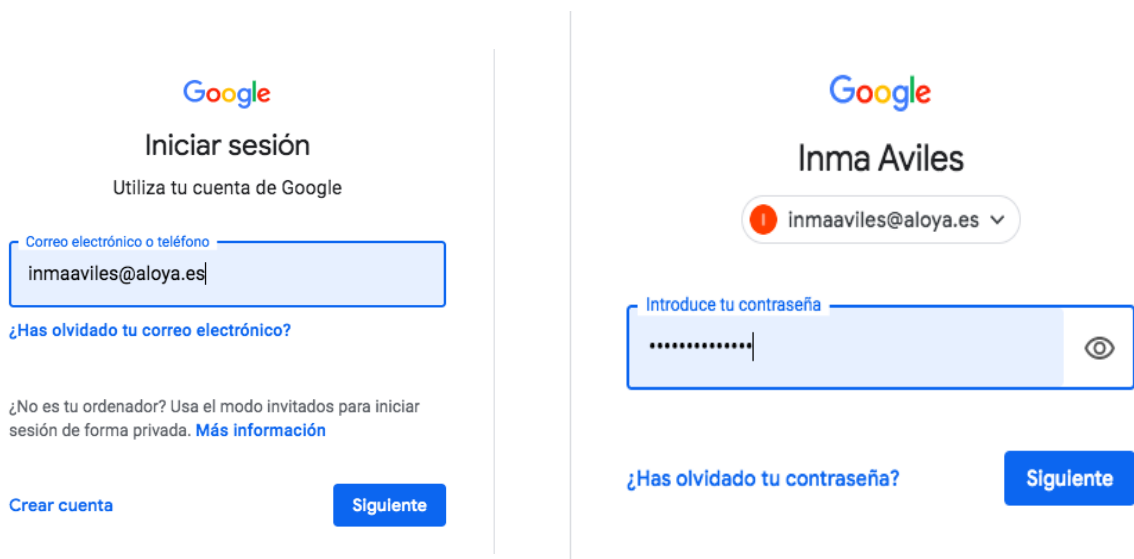 Google
Iniciar sesión
Utiliza tu cuenta de Google
Correo electrónico o teléfono
inmaaviles@aloya.es
¿Has olvidado tu correo electrónico?
¿No es tu ordenador? Usa el modo invitados para iniciar
sesión de forma privada. Más información
Crear cuenta
Siguiente
Google
Inma Aviles
I inmaaviles@aloya.es
Introduce tu contraseña
••••••••••••••
¿Has olvidado tu contraseña?
Siguiente